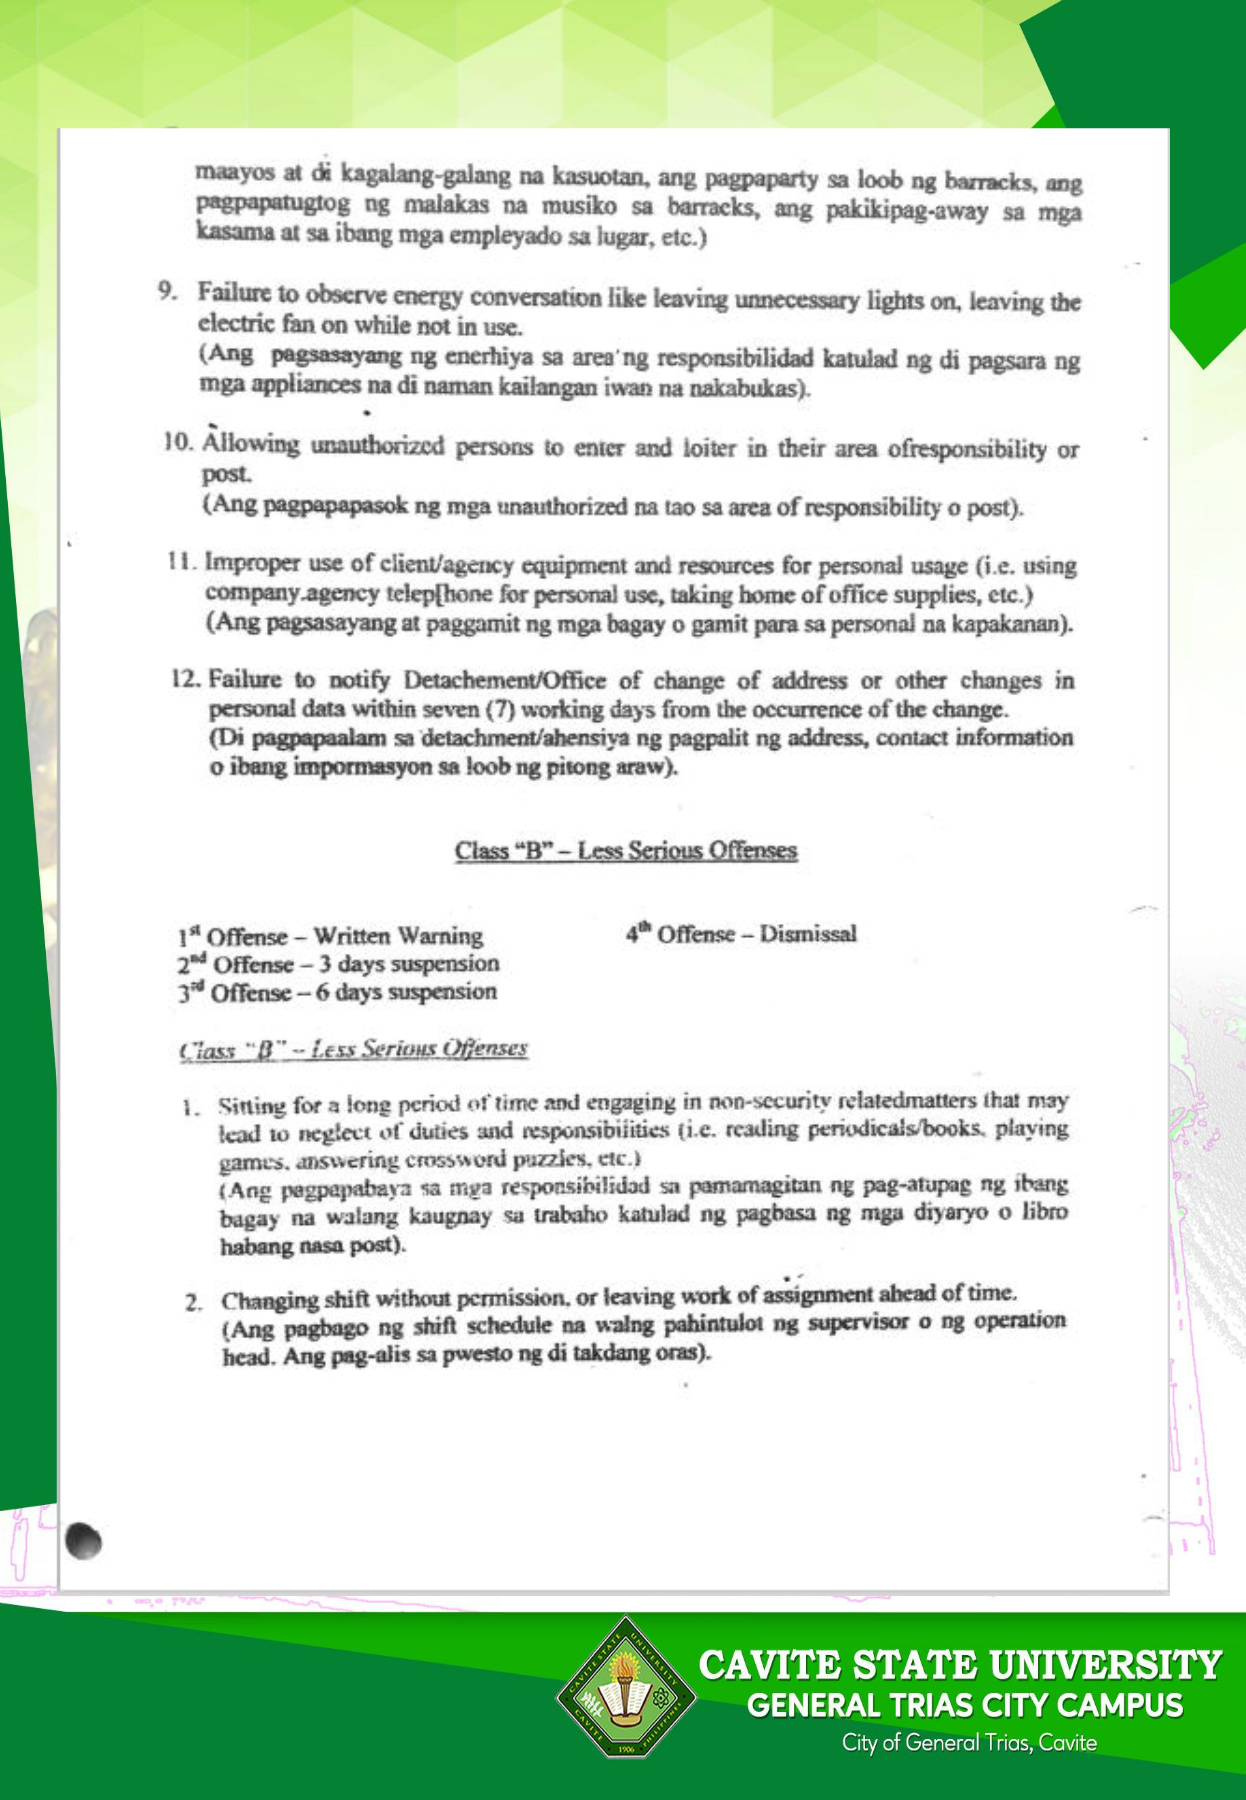 maayos at di kagalang-galang na kasuotan, ang pagpaparty sa loob ng barracks, ang
pagpapatugtog ng malakas na musiko sa barracks, ang pakikipag-away sa mga
kasama at sa ibang mga empleyado sa lugar, etc.)
9. Failure to observe energy conversation like leaving unnecessary lights on, leaving the
electric fan on while not in use.
(Ang pagsasayang ng enerhiya sa area ng responsibilidad katulad ng di pagsara ng
mga appliances na di naman kailangan iwan na nakabukas).
10. Allowing unauthorized persons to enter and loiter in their area ofresponsibility or
post.
(Ang pagpapapasok ng mga unauthorized na tao sa area of responsibility o post).
11. Improper use of client/agency equipment and resources for personal usage (i.e. using
company.agency telep[hone for personal use, taking home of office supplies, etc.)
(Ang pagsasayang at paggamit ng mga bagay o gamit para sa personal na kapakanan).
12. Failure to notify Detachement/Office of change of address or other changes in
personal data within seven (7) working days from the occurrence of the change.
(Di pagpapaalam sa detachment/ahensiya ng pagpalit ng address, contact information
o ibang impormasyon sa loob ng pitong araw).
Class “B” – Less Serious Offenses
1st Offense – Written Warning
2nd Offense – 3 days suspension
3rd Offense – 6 days suspension
4th Offense – Dismissal
Class “B” – Less Serious Offenses
1. Sitting for a long period of time and engaging in non-security relatedmatters that may
lead to neglect of duties and responsibilities (i.e. reading periodicals/books, playing
games, answering crossword puzzles, etc.)
(Ang pagpapabaya sa mga responsibilidad sa pamamagitan ng pag-atupag ng ibang
bagay na walang kaugnay sa trabaho katulad ng pagbasa ng mga diyaryo o libro
habang nasa post).
2. Changing shift without permission, or leaving work of assignment ahead of time.
(Ang pagbago ng shift schedule na walng pahintulot ng supervisor o ng operation
head. Ang pag-alis sa pwesto ng di takdang oras).
CAVITE STATE UNIVERSITY
CAVITE
PHILIPPINES
1906
CAVITE STATE UNIVERSITY
GENERAL TRIAS CITY CAMPUS
City of General Trias, Cavite